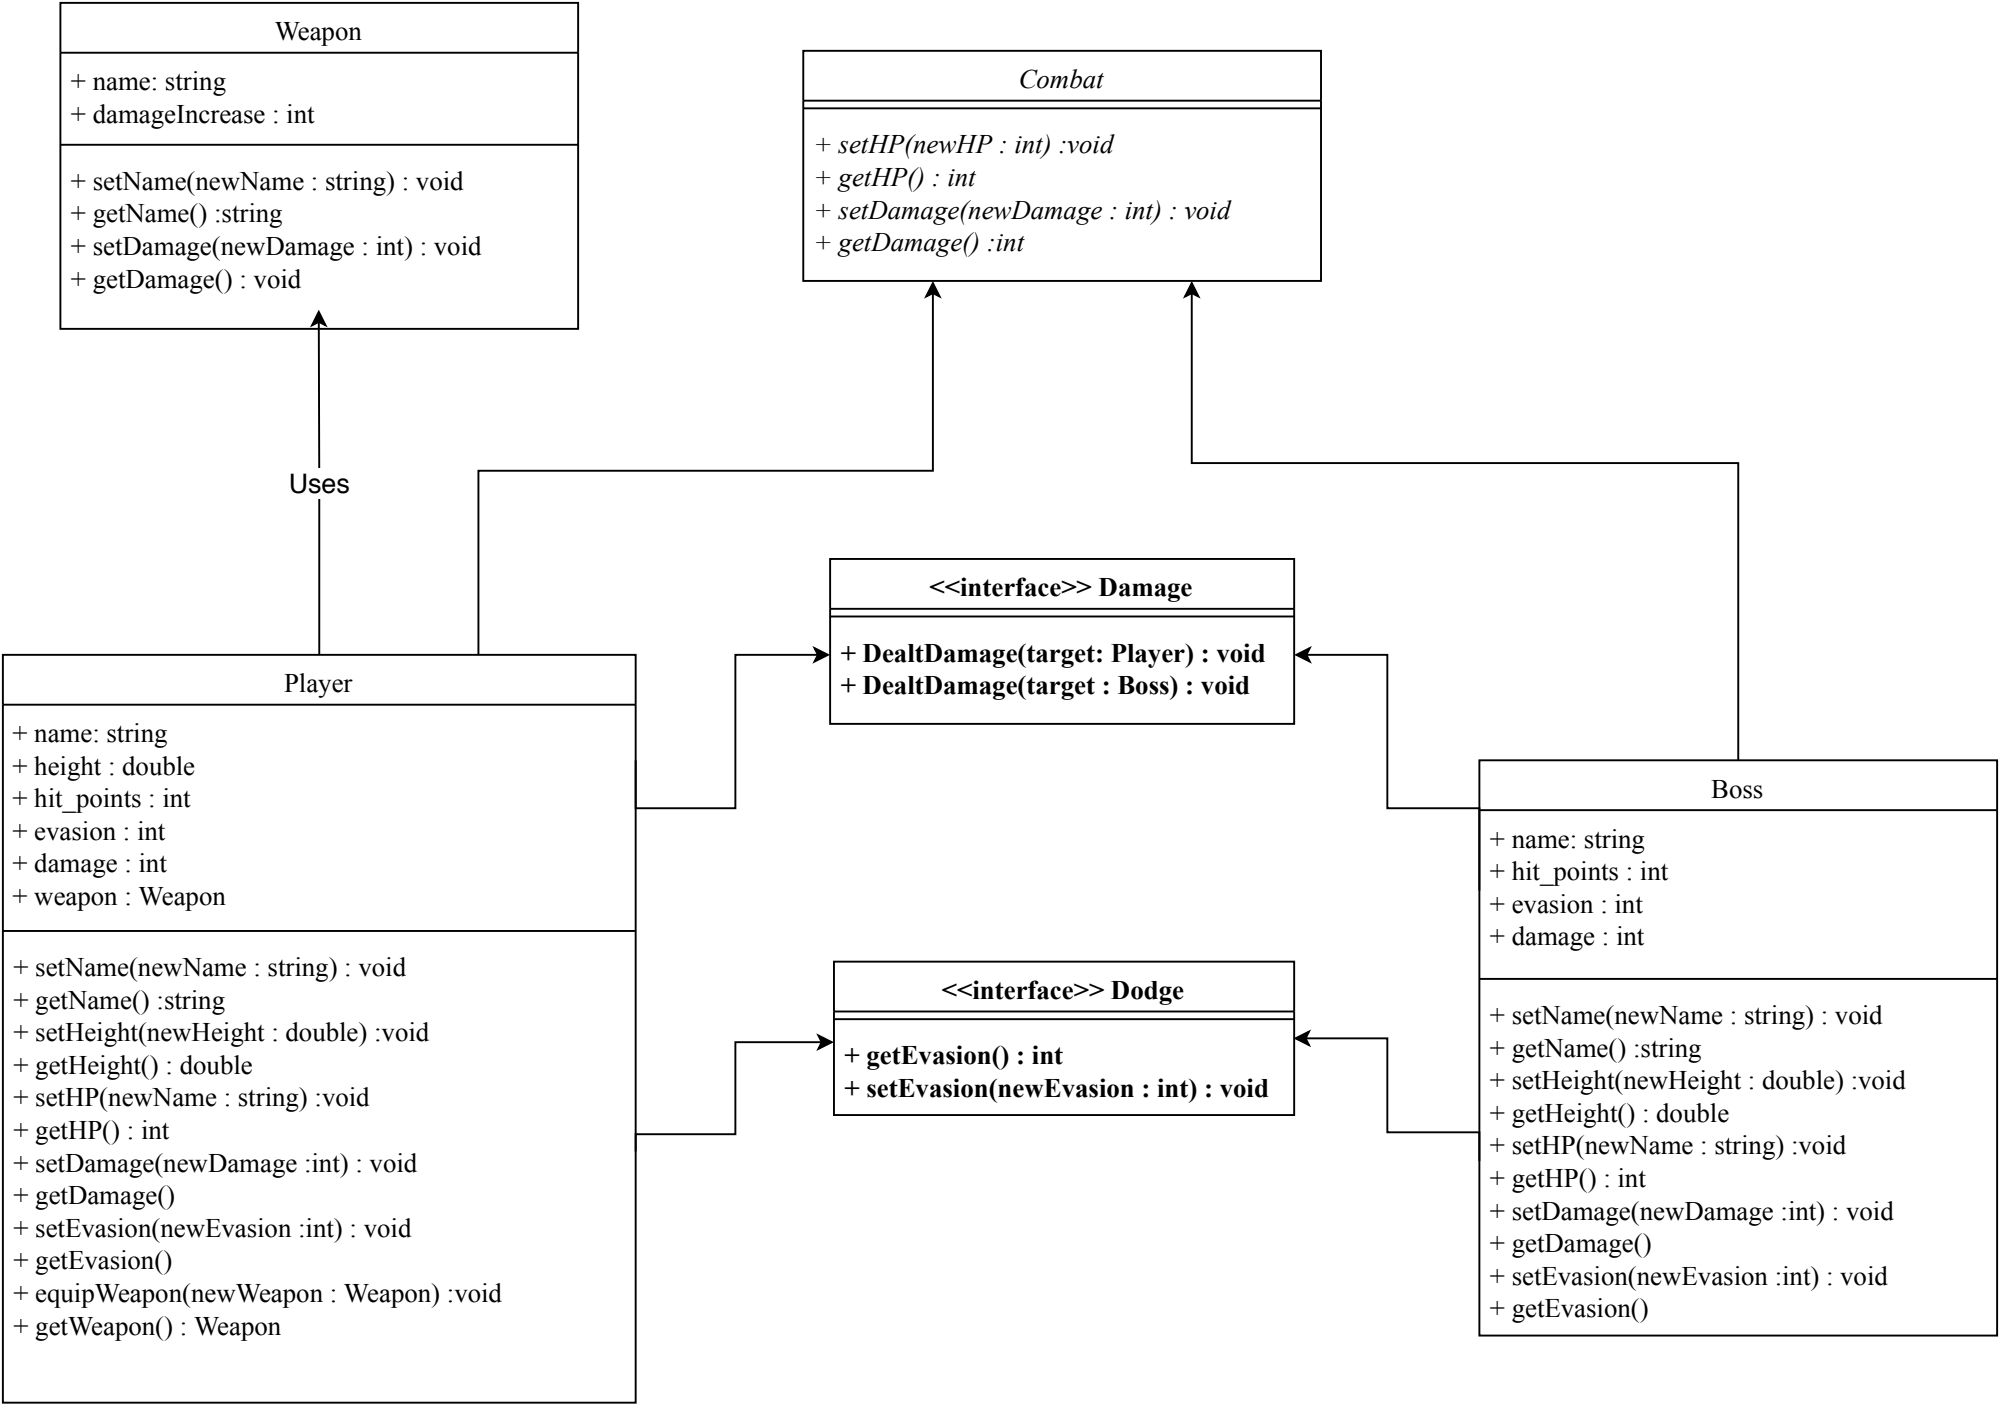 Weapon
+ name: string
+ damageIncrease : int
+ setName(newName : string) : void
+ getName() :string
+ setDamage(newDamage : int) : void
+ getDamage() : void
Combat
+ setHP(newHP : int) :void
+ getHP() : int
+ setDamage(newDamage : int) : void
+ getDamage() :int
Uses
<<interface>> Damage
+ DealtDamage(target: Player) : void
+ DealtDamage(target : Boss) : void
Player
+ name: string
+ height : double
+ hit_points : int
+ evasion : int
+ damage : int
+ weapon : Weapon
+ setName(newName : string) : void
+ getName() :string
+ setHeight(newHeight : double) :void
+ getHeight() : double
+ setHP(newName : string) :void
+ getHP() : int
+ setDamage(newDamage :int) : void
+ getDamage()
+ setEvasion(newEvasion :int) : void
+ getEvasion()
+ equipWeapon(newWeapon : Weapon) :void
+ getWeapon() : Weapon
<<interface>> Dodge
+ getEvasion() : int
+ setEvasion(newEvasion : int) : void
Boss
+ name: string
+ hit_points : int
+ evasion : int
+ damage : int
+ setName(newName : string) : void
+ getName() :string
+ setHeight(newHeight : double) :void
+ getHeight() : double
+ setHP(newName : string) :void
+ getHP() : int
+ setDamage(newDamage :int) : void
+ getDamage()
+ setEvasion(newEvasion :int) : void
+ getEvasion()